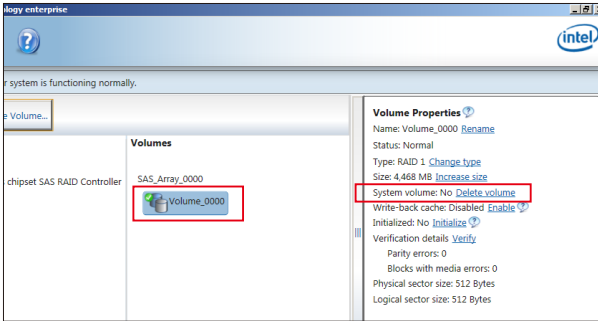 ology enterprise
intel
r system is functioning normally.
e Volume...
Volumes
chipset SAS RAID Controller
SAS_Array_0000
Volume_0000
Volume Properties
Name: Volume_0000 Rename
Status: Normal
Type: RAID 1 Change type
Size: 4,468 MB Increase size
System volume: No Delete volume
Write-back cache: Disabled Enable
Initialized: No Initialize
Verification details Verify
Parity errors: 0
Blocks with media errors: 0
Physical sector size: 512 Bytes
Logical sector size: 512 Bytes